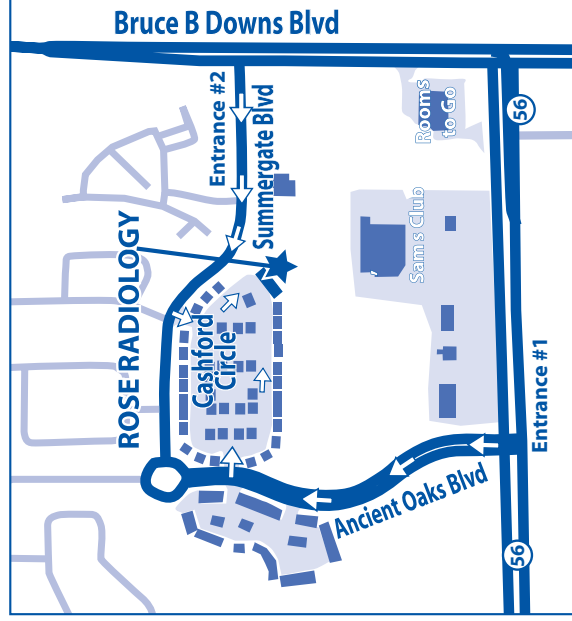 Bruce B Downs Blvd
Entrance #2
Summergate Blvd
Rooms
to Go
56
ROSE RADIOLOGY
Sam's Club
Cashford
Circle
Entrance #1
Ancient Oaks Blvd
56